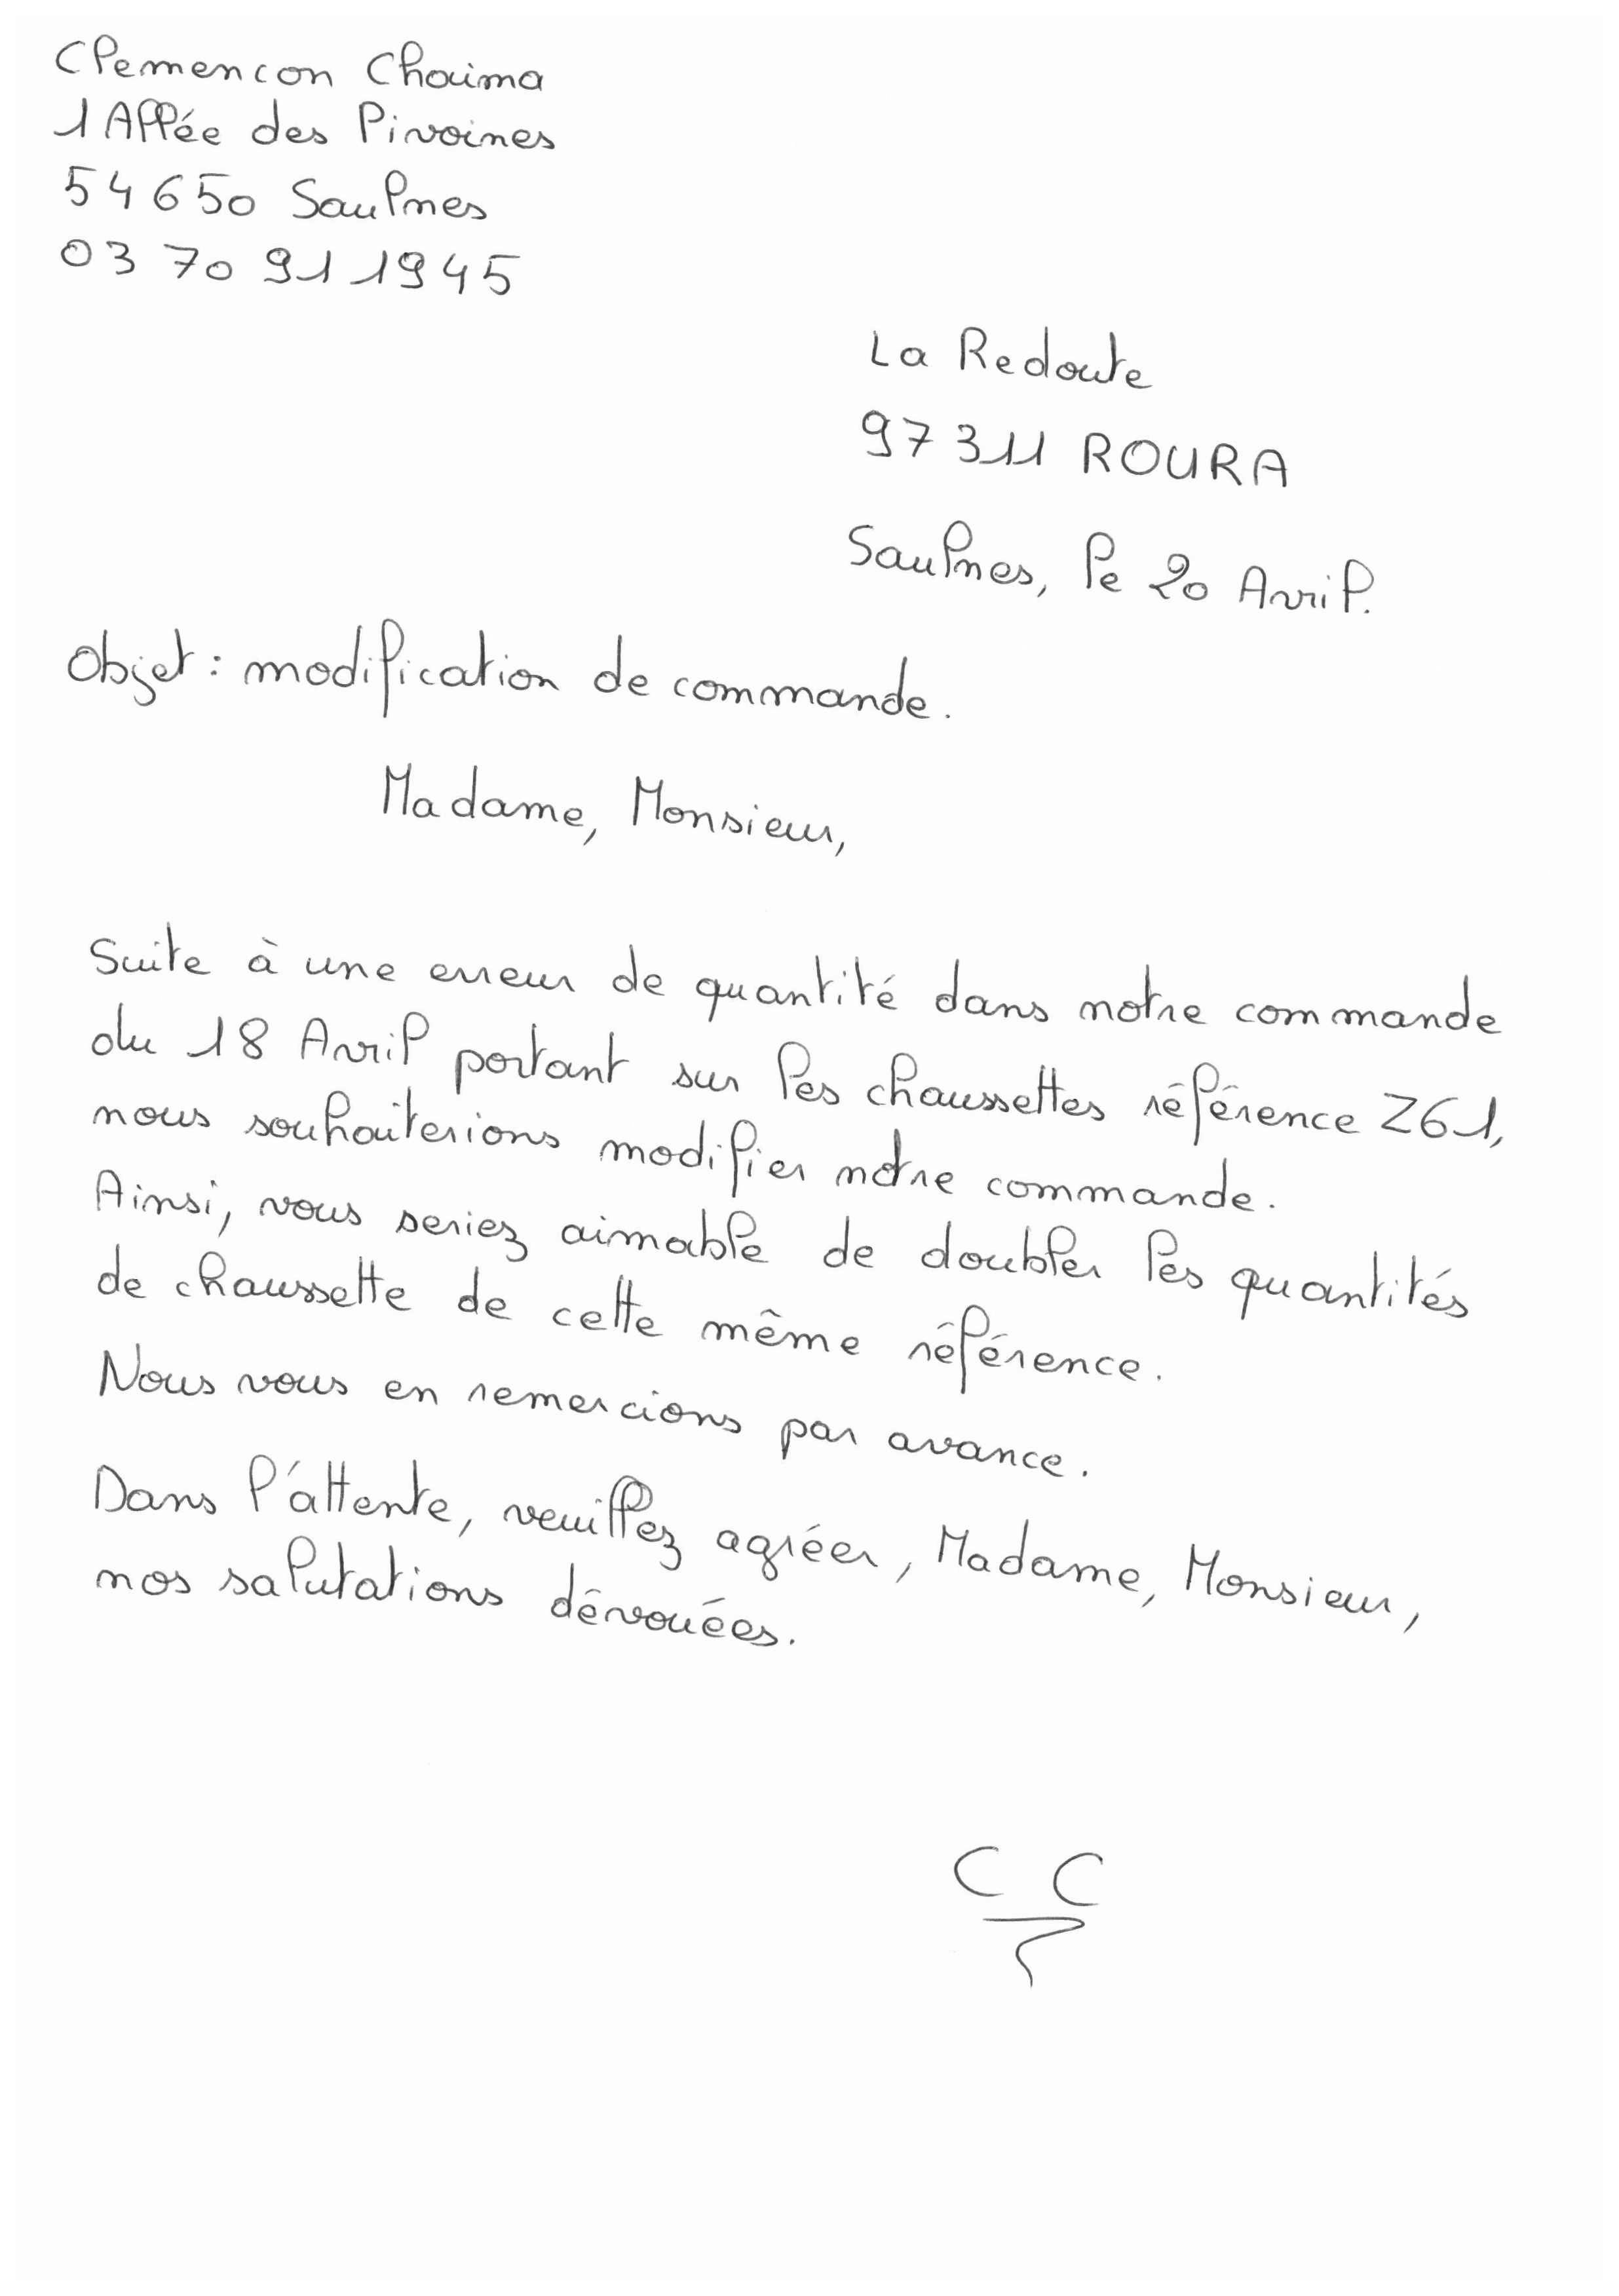 Clemencon Chaima
1 Allée des Pivoines
54650 Saulnes
03 70 91 19 45
La Redoute
97311 ROURA
Saulnes, le 20 Avril.
Objet : modification de commande.
Madame, Monsieur,
Suite à une erreur de quantité dans notre commande
du 18 Avril portant sur les chaussettes référence Z61,
nous souhaiterions modifier notre commande.
Ainsi, vous seriez aimable de doubler les quantités
de chaussette de cette même référence.
Nous vous en remercions par avance.
Dans l'attente, veuillez agréer, Madame, Monsieur,
nos salutations dévouées.
CC